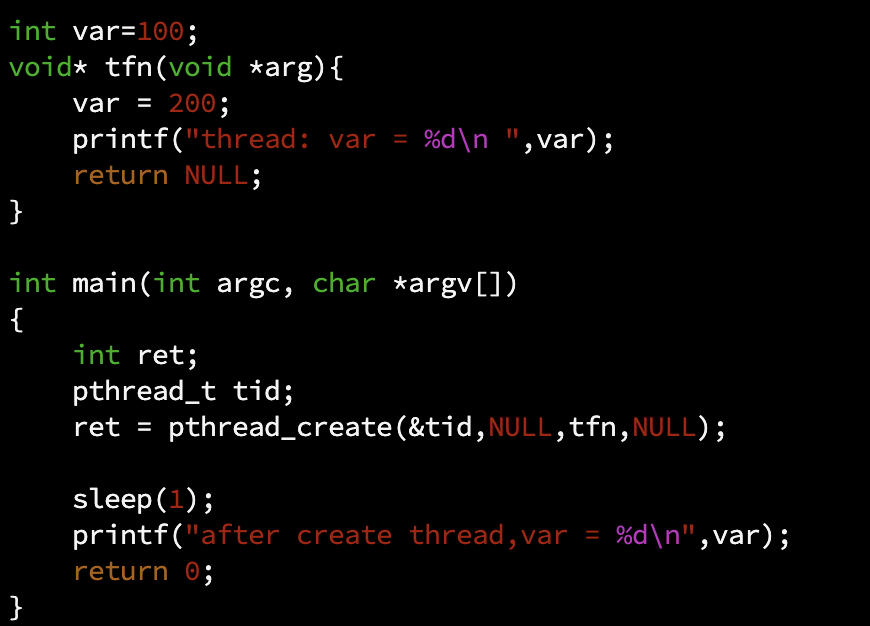 int var=100;
void* tfn(void *arg){
    var = 200;
    printf("thread: var = %d\n ",var);
    return NULL;
}

int main(int argc, char *argv[])
{
    int ret;
    pthread_t tid;
    ret = pthread_create(&tid,NULL,tfn,NULL);

    sleep(1);
    printf("after create thread,var = %d\n",var);
    return 0;
}